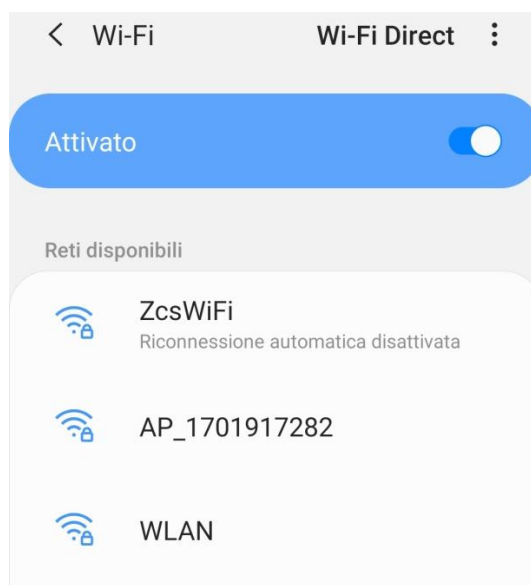 Wi-Fi Wi-Fi Direct
Attivato
Reti disponibili
ZcsWiFi
Riconnessione automatica disattivata
AP_1701917282
WLAN